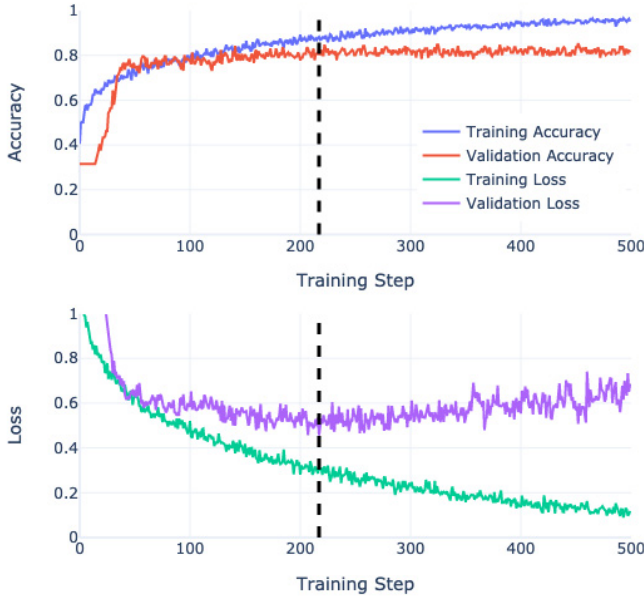 1
0.8
0.6
0.4
0.2
0
Accuracy
Training Accuracy
Validation Accuracy
Training Loss
Validation Loss
0 100 200 300 400 500
Training Step
1
0.8
0.6
0.4
0.2
0
Loss
0 100 200 300 400 500
Training Step